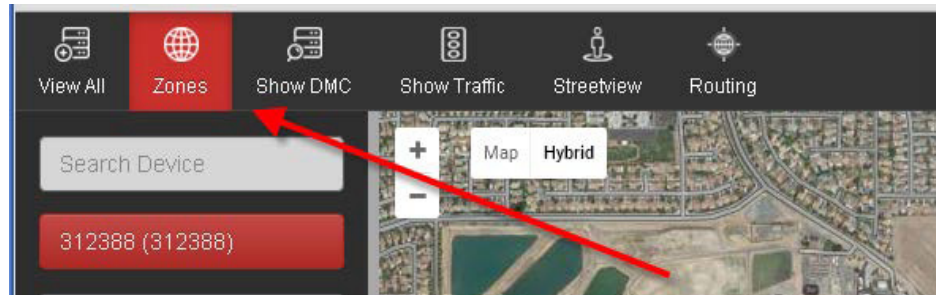 View All Zones Show DMC Show Traffic Streetview Routing
Search Device
+ Map Hybrid
−
312388 (312388)